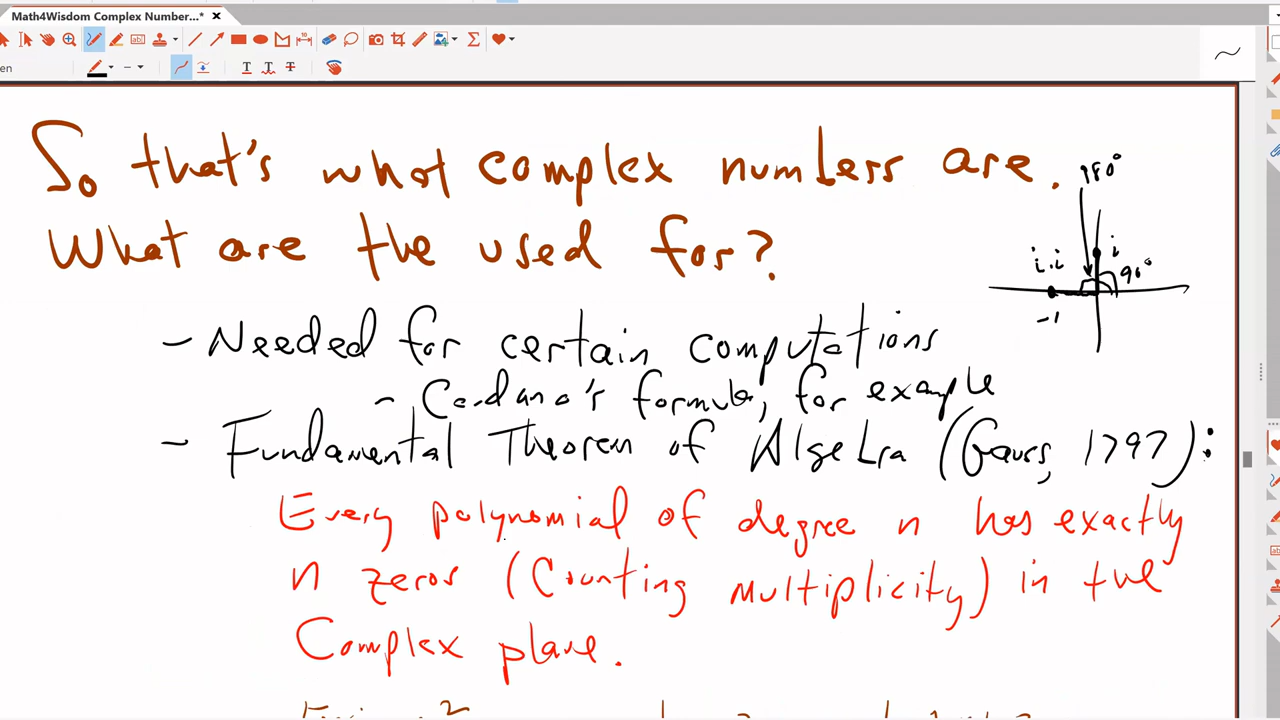 Math4Wisdom Complex Number...*
en
So that's what complex numbers are.
What are the used for?
180°
i·i
i
90°
-1
- Needed for certain computations
- Cardano's formula, for example
- Fundamental Theorem of Algebra (Gauss, 1797):
Every polynomial of degree n has exactly
n zeros (Counting multiplicity) in the
Complex plane.